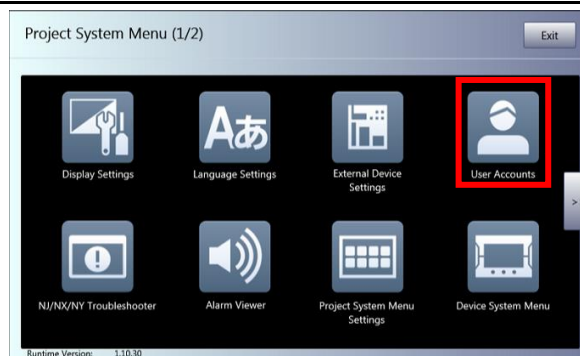 Project System Menu (1/2)
Exit
Aあ
Display Settings
Language Settings
External Device
Settings
User Accounts
>
NJ/NX/NY Troubleshooter
Alarm Viewer
Project System Menu
Settings
Device System Menu
Runtime Version: 1.10.30